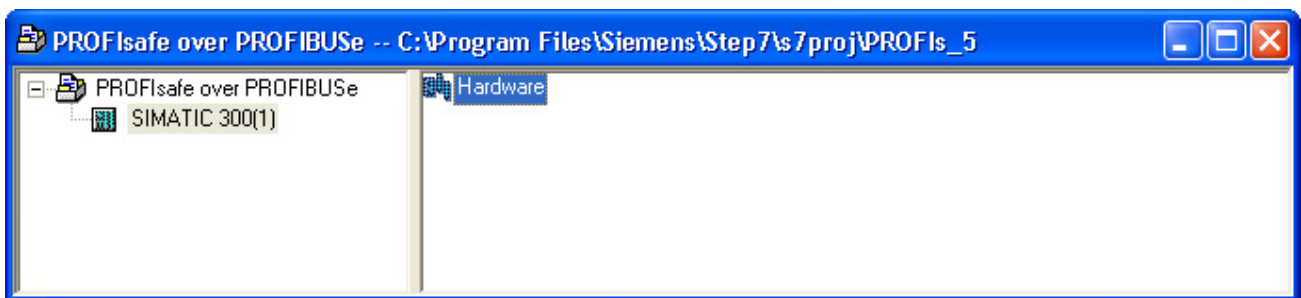 PROFIsafe over PROFIBUSe -- C:\Program Files\Siemens\Step7\s7proj\PROFIs_5
PROFIsafe over PROFIBUSe
SIMATIC 300(1)
Hardware